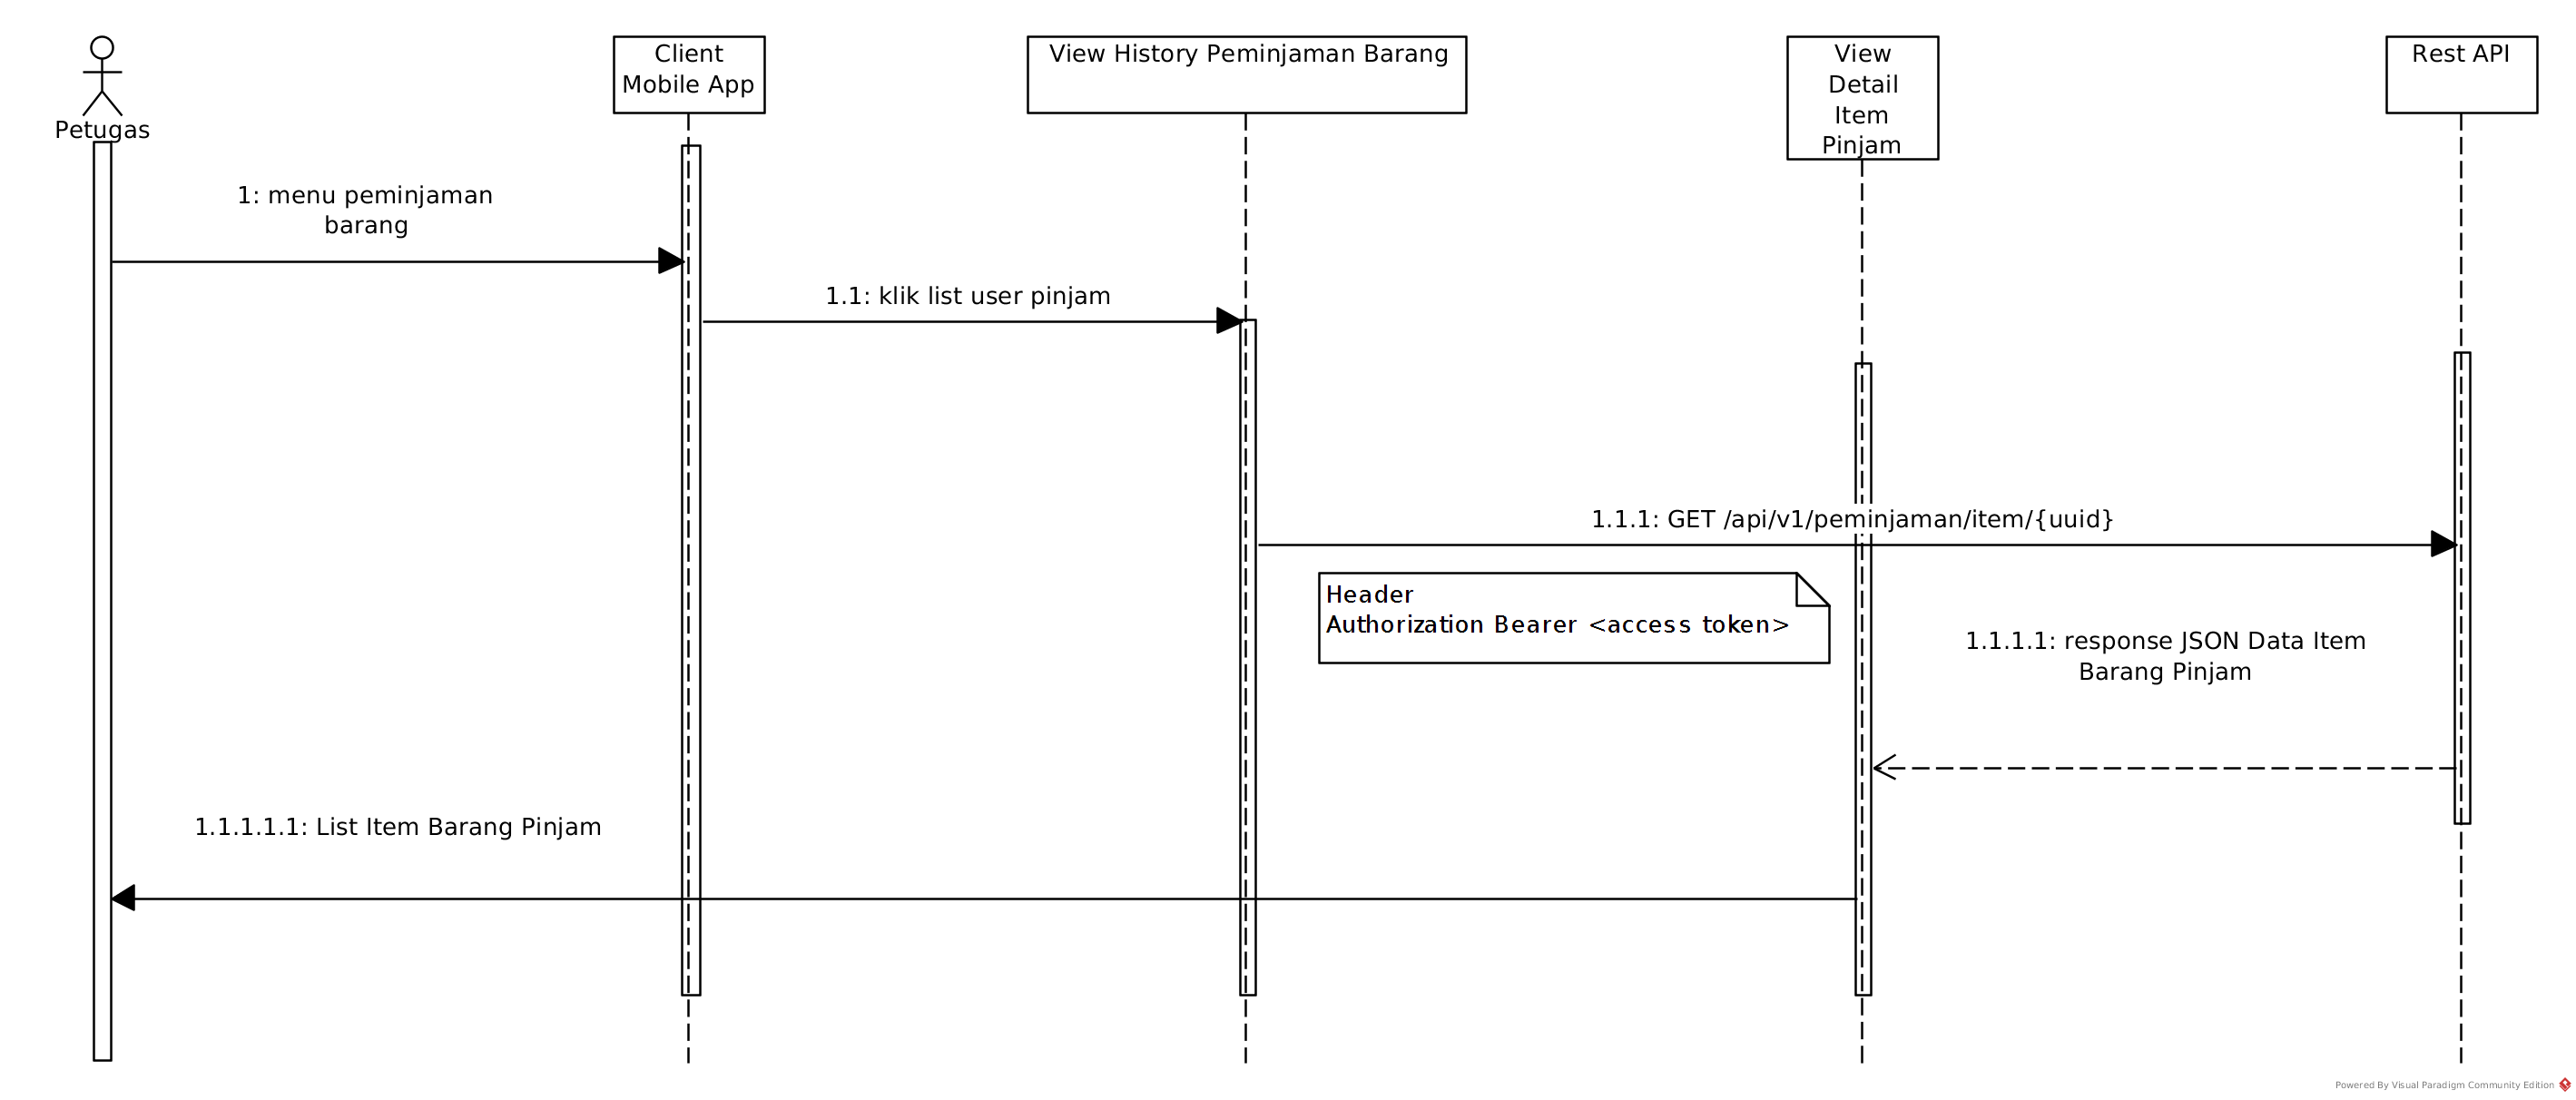 Petugas
Client
Mobile App
View History Peminjaman Barang
View
Detail
Item
Pinjam
Rest API
1: menu peminjaman
barang
1.1: klik list user pinjam
1.1.1: GET /api/v1/peminjaman/item/{uuid}
Header
Authorization Bearer <access token>
1.1.1.1: response JSON Data Item
Barang Pinjam
1.1.1.1.1: List Item Barang Pinjam
Powered By Visual Paradigm Community Edition